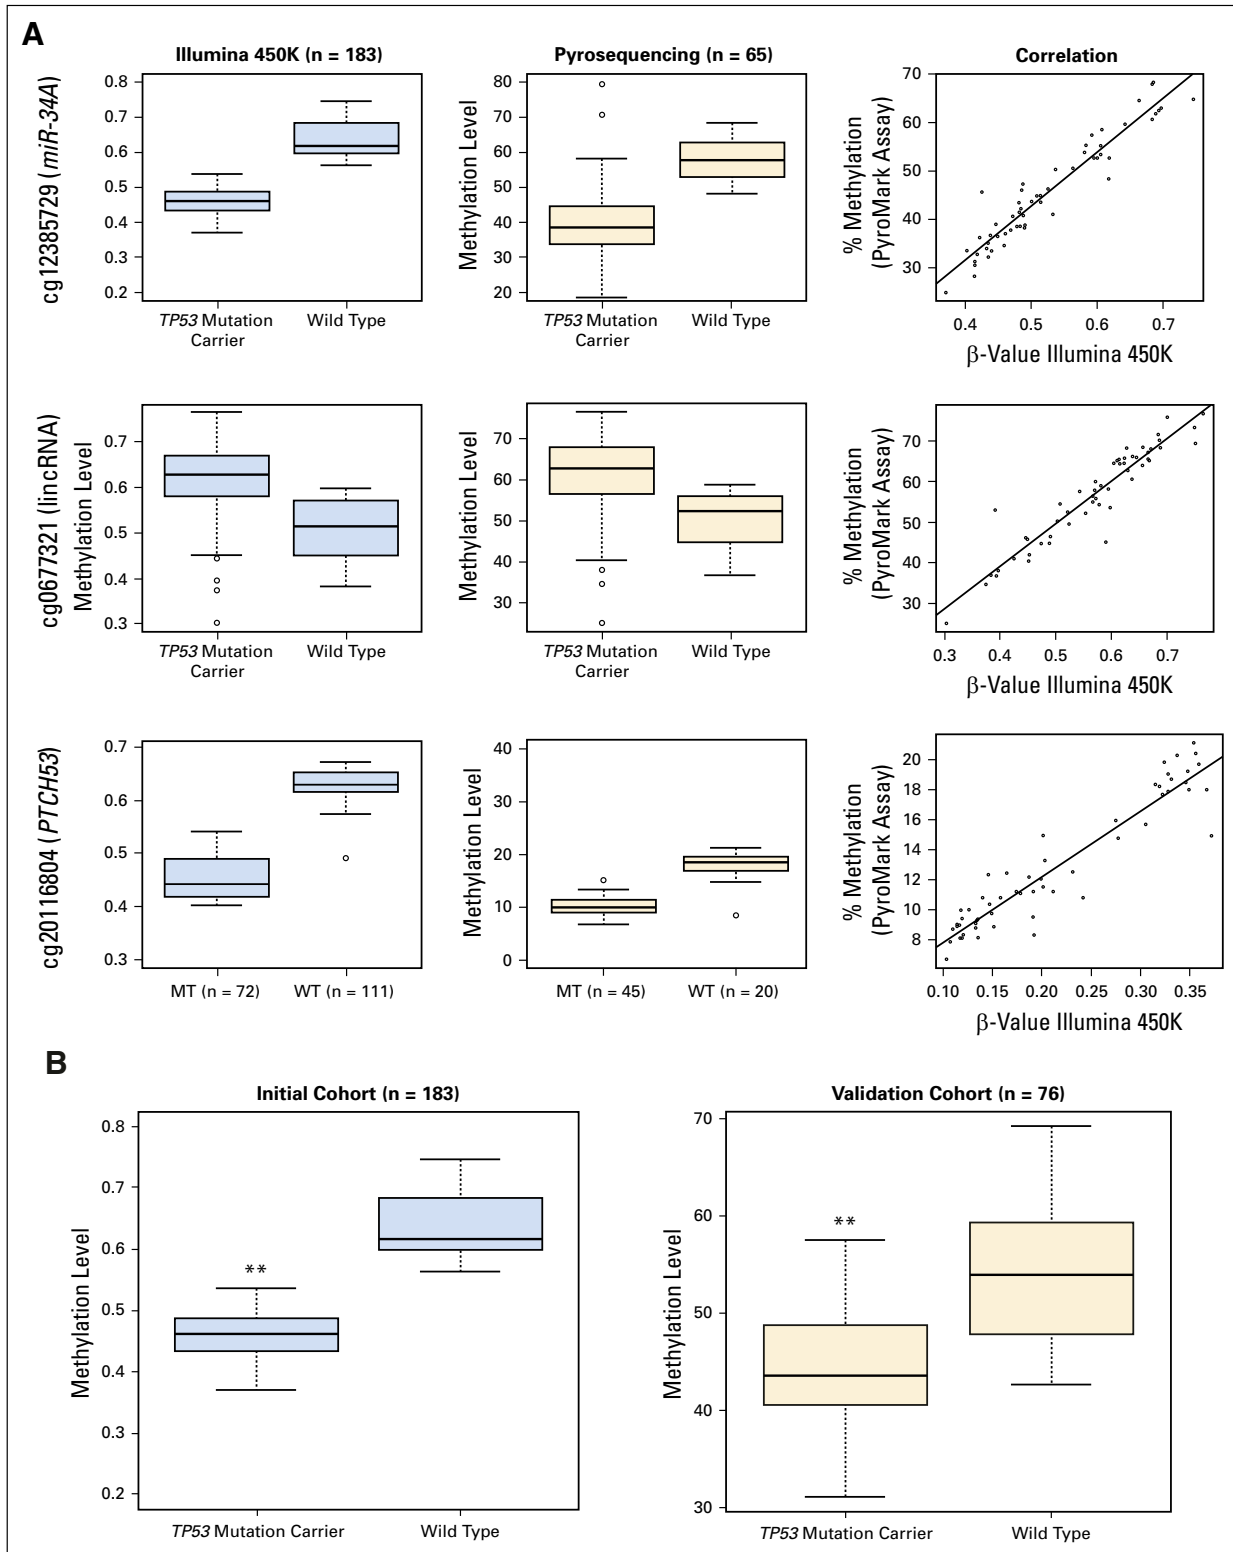 A
Illumina 450K (n = 183)
Pyrosequencing (n = 65)
Correlation
cg12385729 (miR-34A)
0.8
0.7
0.6
0.5
0.4
0.3
0.2
TP53 Mutation
Carrier
Wild Type
Methylation Level
80
70
60
50
40
30
20
TP53 Mutation
Carrier
Wild Type
% Methylation
(PyroMark Assay)
70
60
50
40
30
0.4
0.5
0.6
0.7
β-Value Illumina 450K
cg0677321 (lincRNA)
Methylation Level
0.7
0.6
0.5
0.4
0.3
TP53 Mutation
Carrier
Wild Type
Methylation Level
70
60
50
40
30
TP53 Mutation
Carrier
Wild Type
% Methylation
(PyroMark Assay)
70
60
50
40
30
0.3
0.4
0.5
0.6
0.7
β-Value Illumina 450K
cg20116804 (PTCH53)
0.7
0.6
0.5
0.4
0.3
MT (n = 72)
WT (n = 111)
Methylation Level
40
30
20
10
0
MT (n = 45)
WT (n = 20)
% Methylation
(PyroMark Assay)
20
18
16
14
12
10
8
0.10
0.15
0.20
0.25
0.30
0.35
β-Value Illumina 450K
B
Initial Cohort (n = 183)
Methylation Level
0.8
0.7
0.6
0.5
0.4
0.3
0.2
**
TP53 Mutation Carrier
Wild Type
Validation Cohort (n = 76)
Methylation Level
70
60
50
40
30
**
TP53 Mutation Carrier
Wild Type